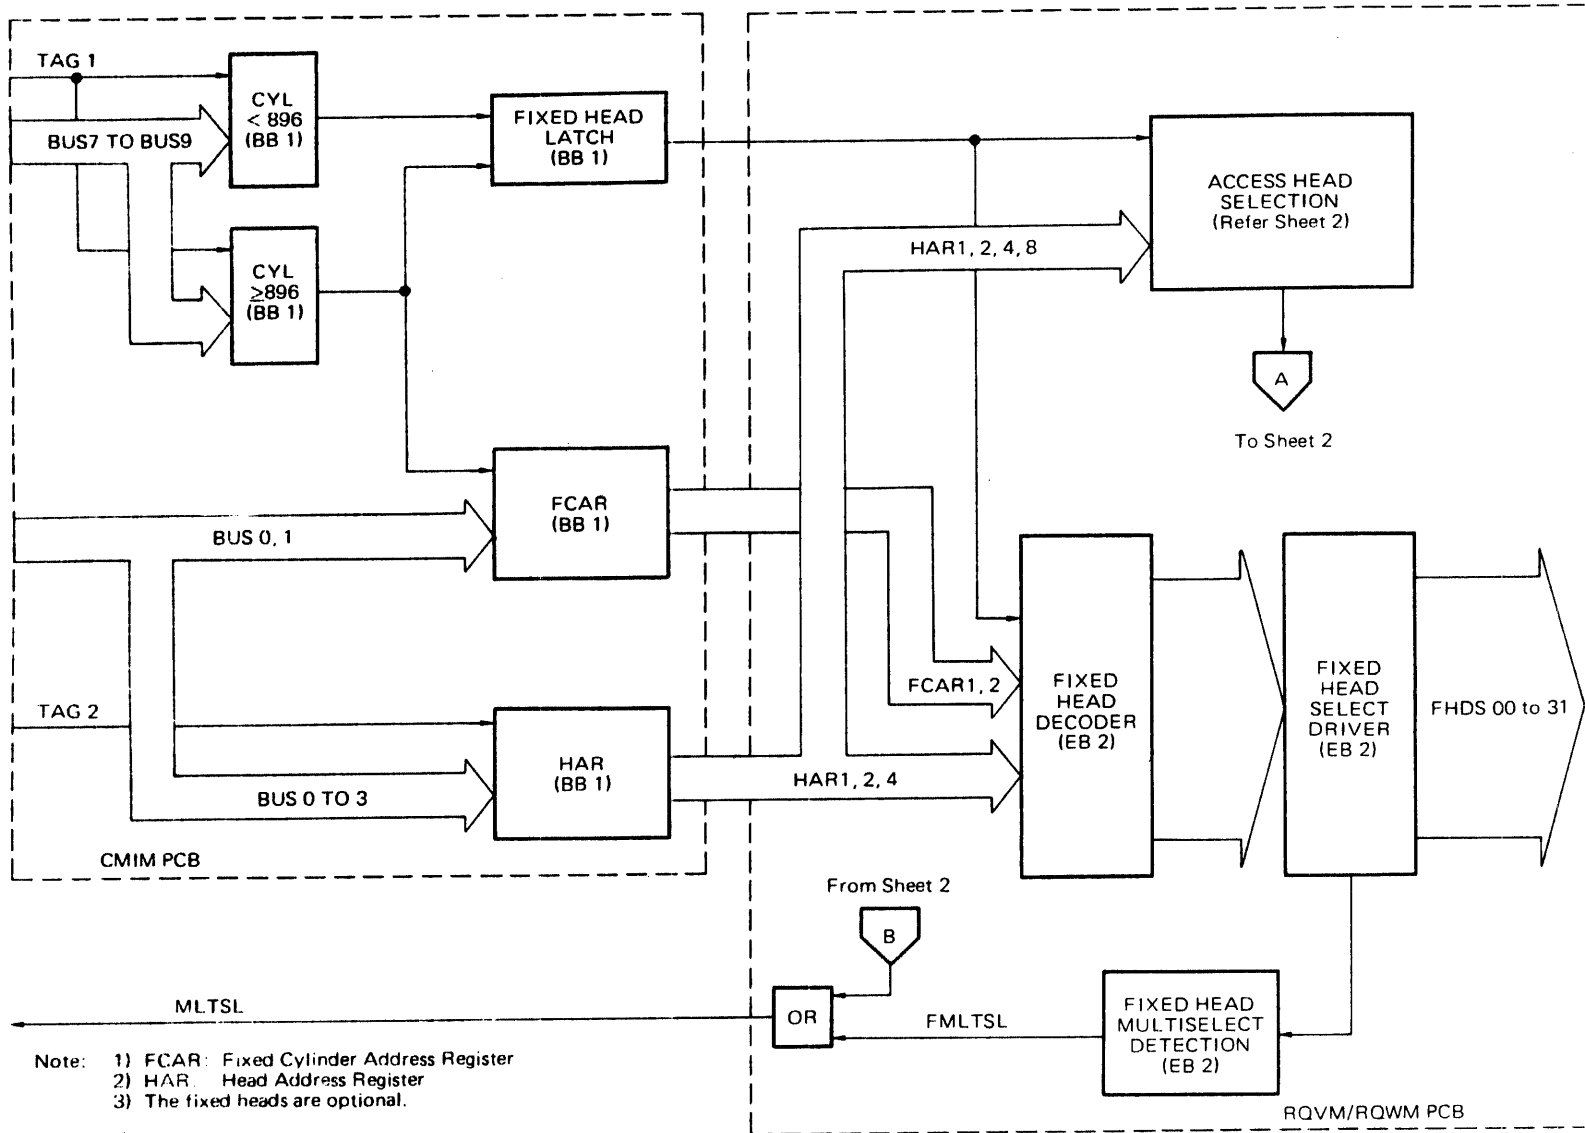 TAG 1
BUS7 TO BUS9
CYL
< 896
(BB 1)
CYL
≥896
(BB 1)
FIXED HEAD
LATCH
(BB 1)
ACCESS HEAD
SELECTION
(Refer Sheet 2)
HAR1, 2, 4, 8
A
To Sheet 2
BUS 0, 1
FCAR
(BB 1)
FCAR1, 2
FIXED
HEAD
DECODER
(EB 2)
FIXED
HEAD
SELECT
DRIVER
(EB 2)
FHDS 00 to 31
TAG 2
BUS 0 TO 3
HAR
(BB 1)
HAR1, 2, 4
CMIM PCB
From Sheet 2
B
MLTSL
OR
FMLTSL
FIXED HEAD
MULTISELECT
DETECTION
(EB 2)
Note: 1) FCAR: Fixed Cylinder Address Register
2) HAR. Head Address Register
3) The fixed heads are optional.
RQVM/RQWM PCB